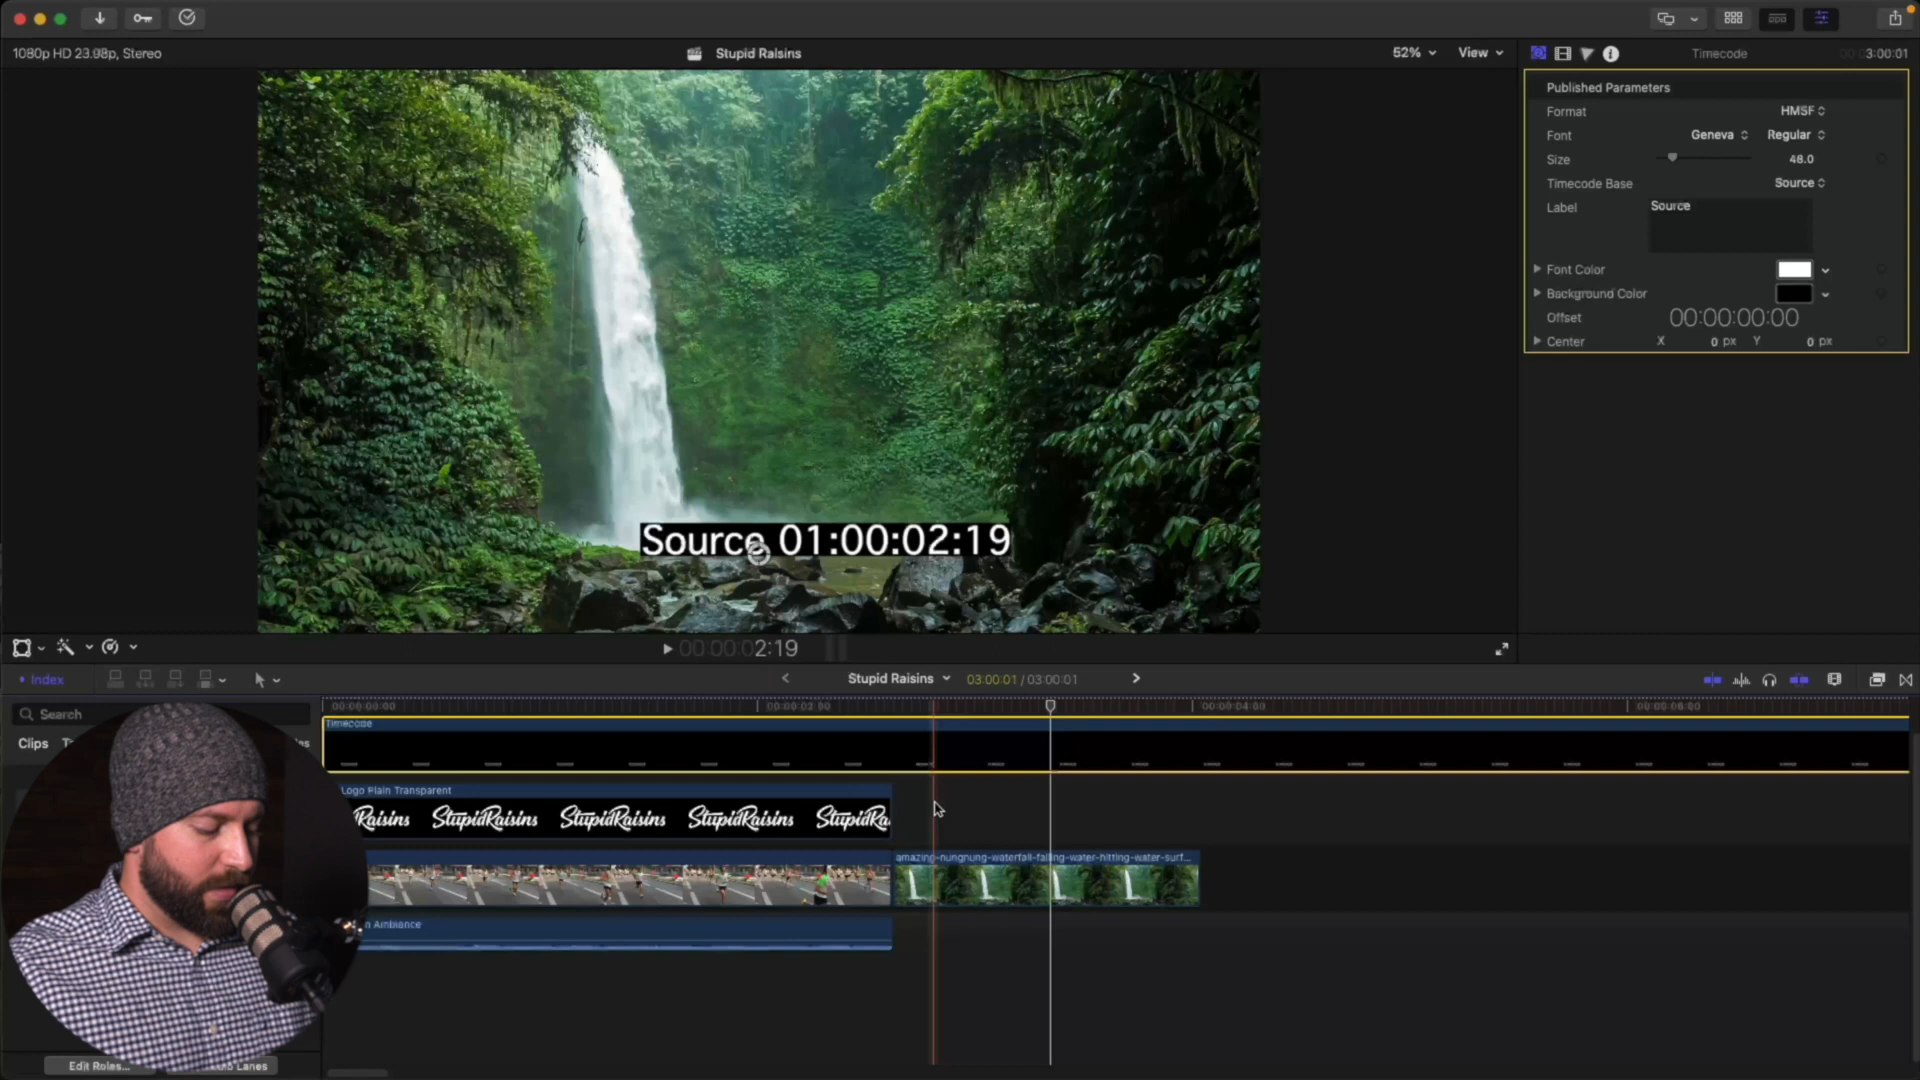 1080p HD 23.98p, Stereo
Stupid Raisins
52%
View
Timecode
3:00:01
Published Parameters
Format
HMSF
Font
Geneva
Regular
Size
48.0
Timecode Base
Source
Label
Source
Font Color
Background Color
Offset
00:00:00:00
Center
X
0 px
Y
0 px
Source 01:00:02:19
00:00:02:19
Index
Stupid Raisins
03:00:01 / 03:00:01
Search
Clips
00:00:00:00
00:00:02:00
00:00:04:00
00:00:06:00
Timecode
Logo Plain Transparent
Raisins
StupidRaisins
StupidRaisins
StupidRaisins
StupidRa
amazing-nungnung-waterfall-falling-water-hitting-water-surf...
Ambiance
Edit Roles...
Lanes